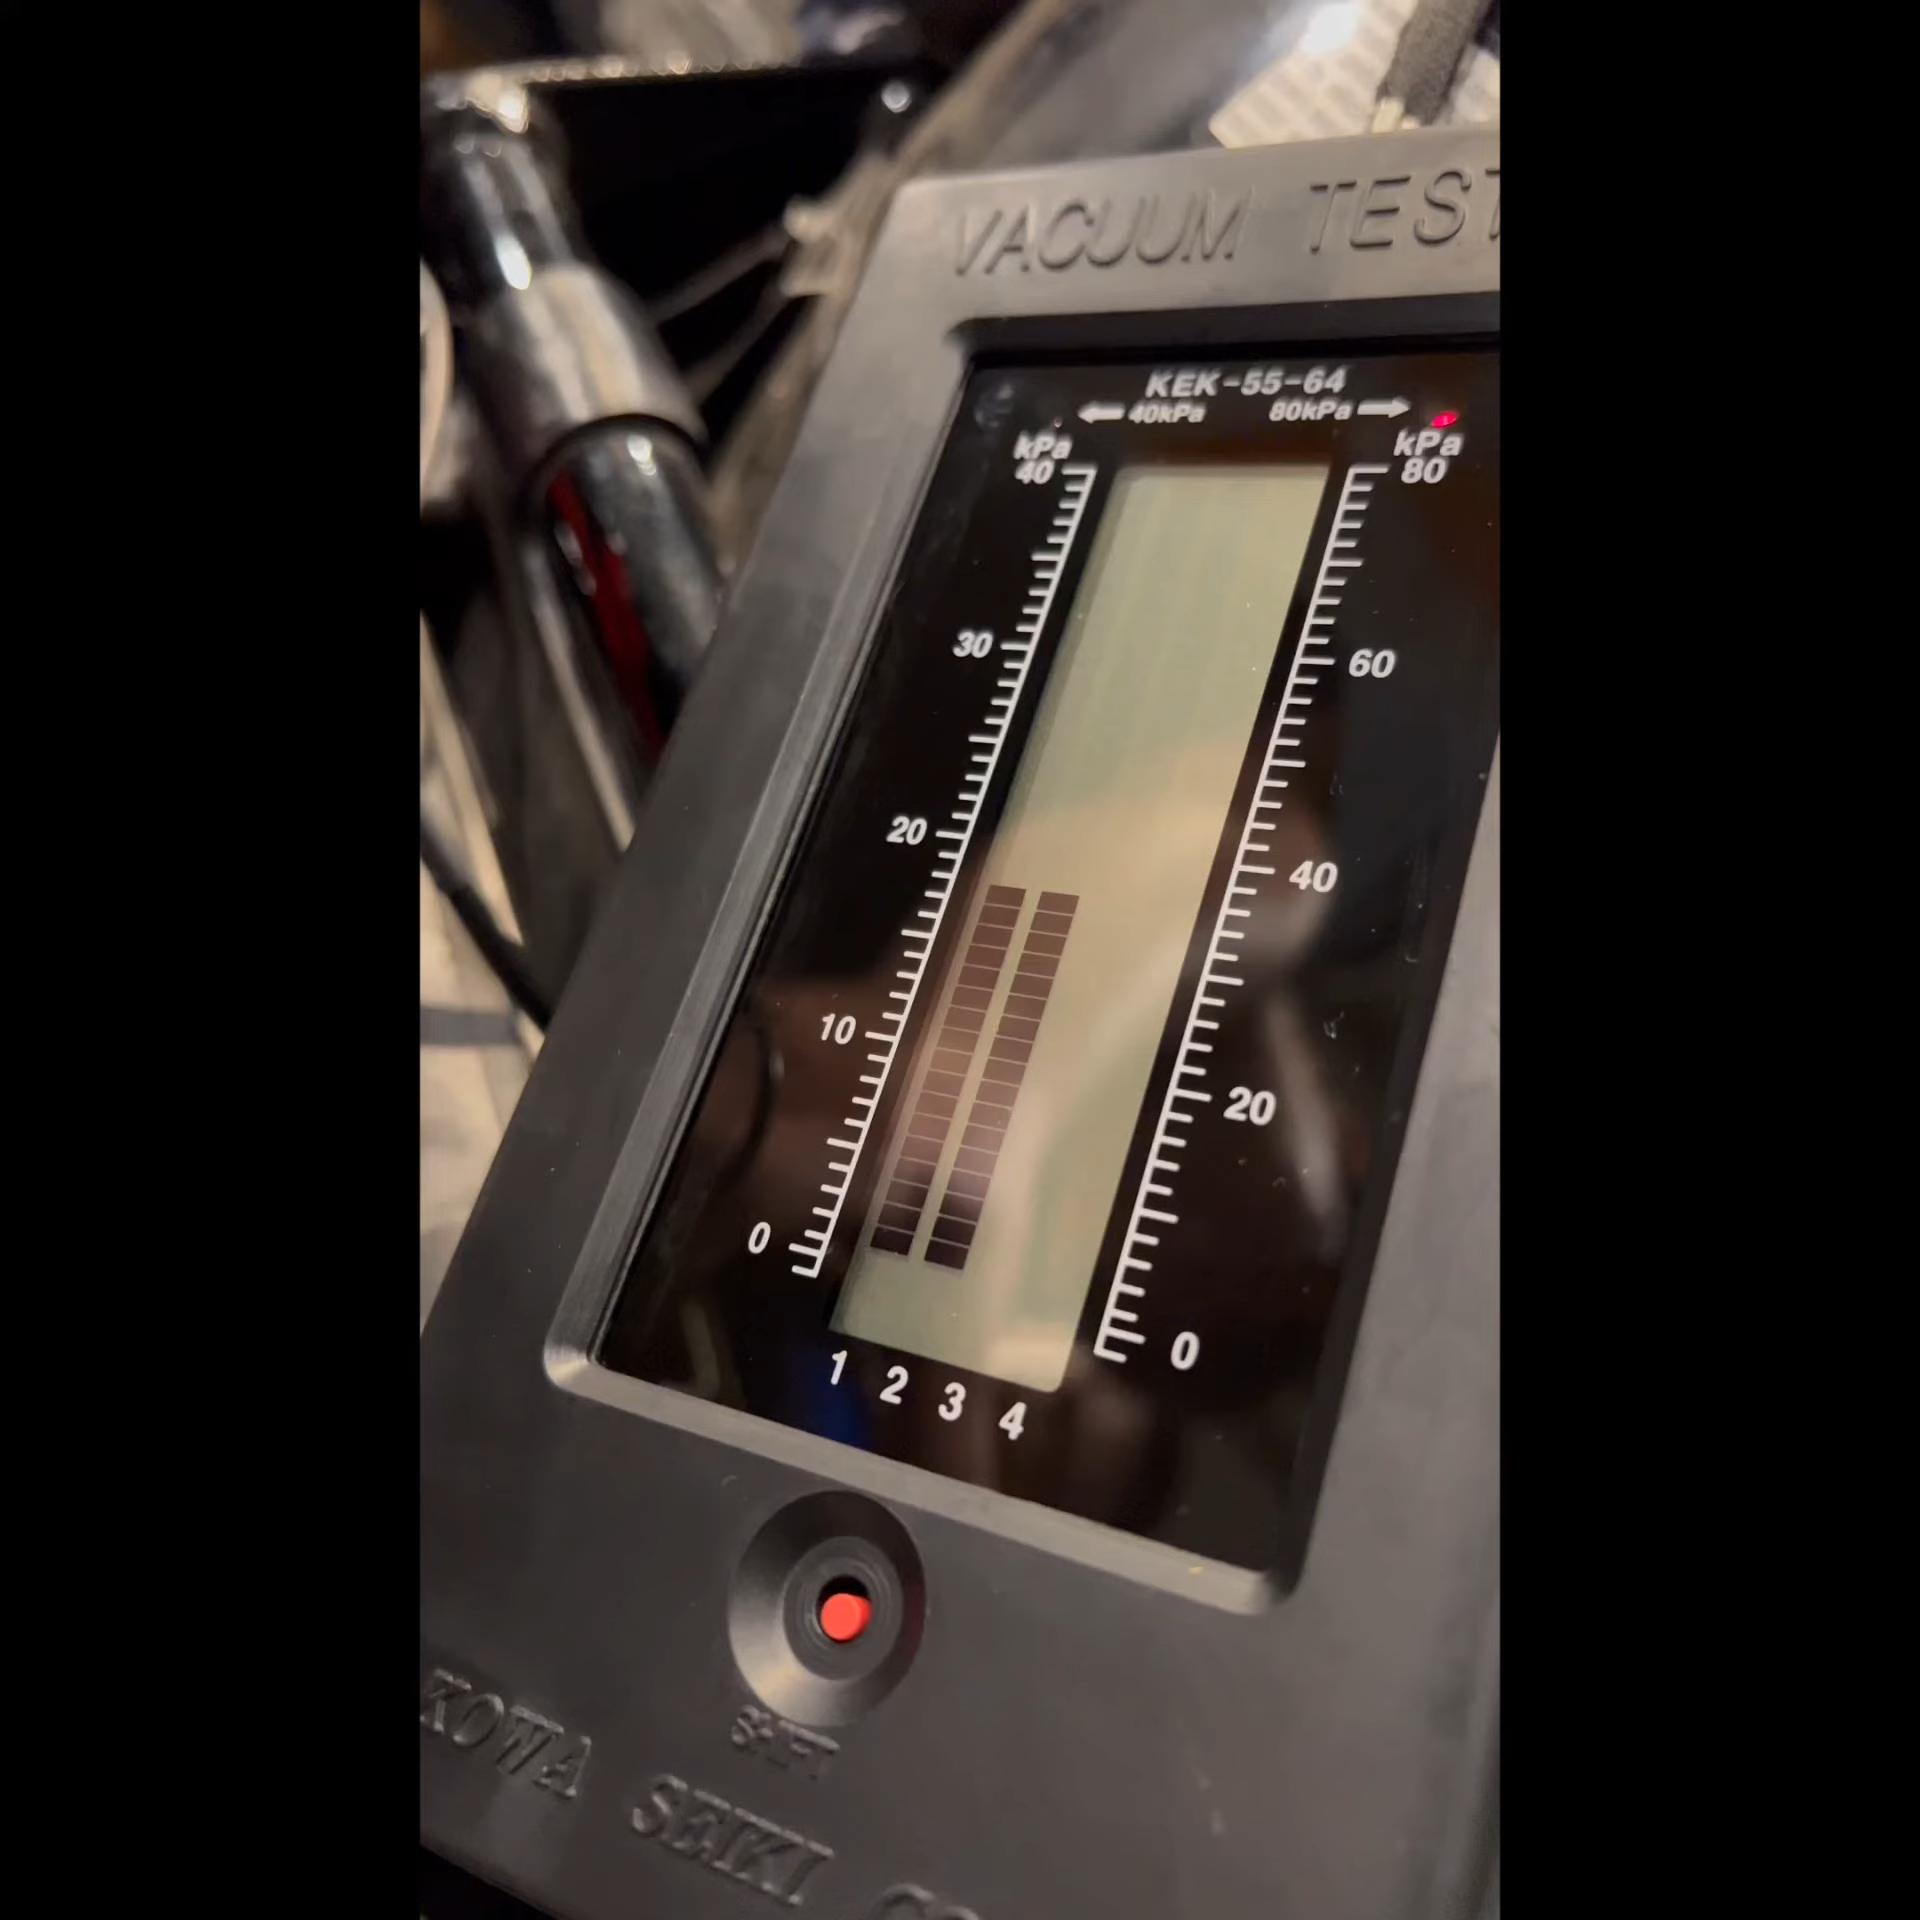 VACUUM TEST
KEK-55-64
40kPa 80kPa
kPa kPa
40 80
30 60
20 40
10 20
0 0
1 2 3 4
KOWA SEIKI CO